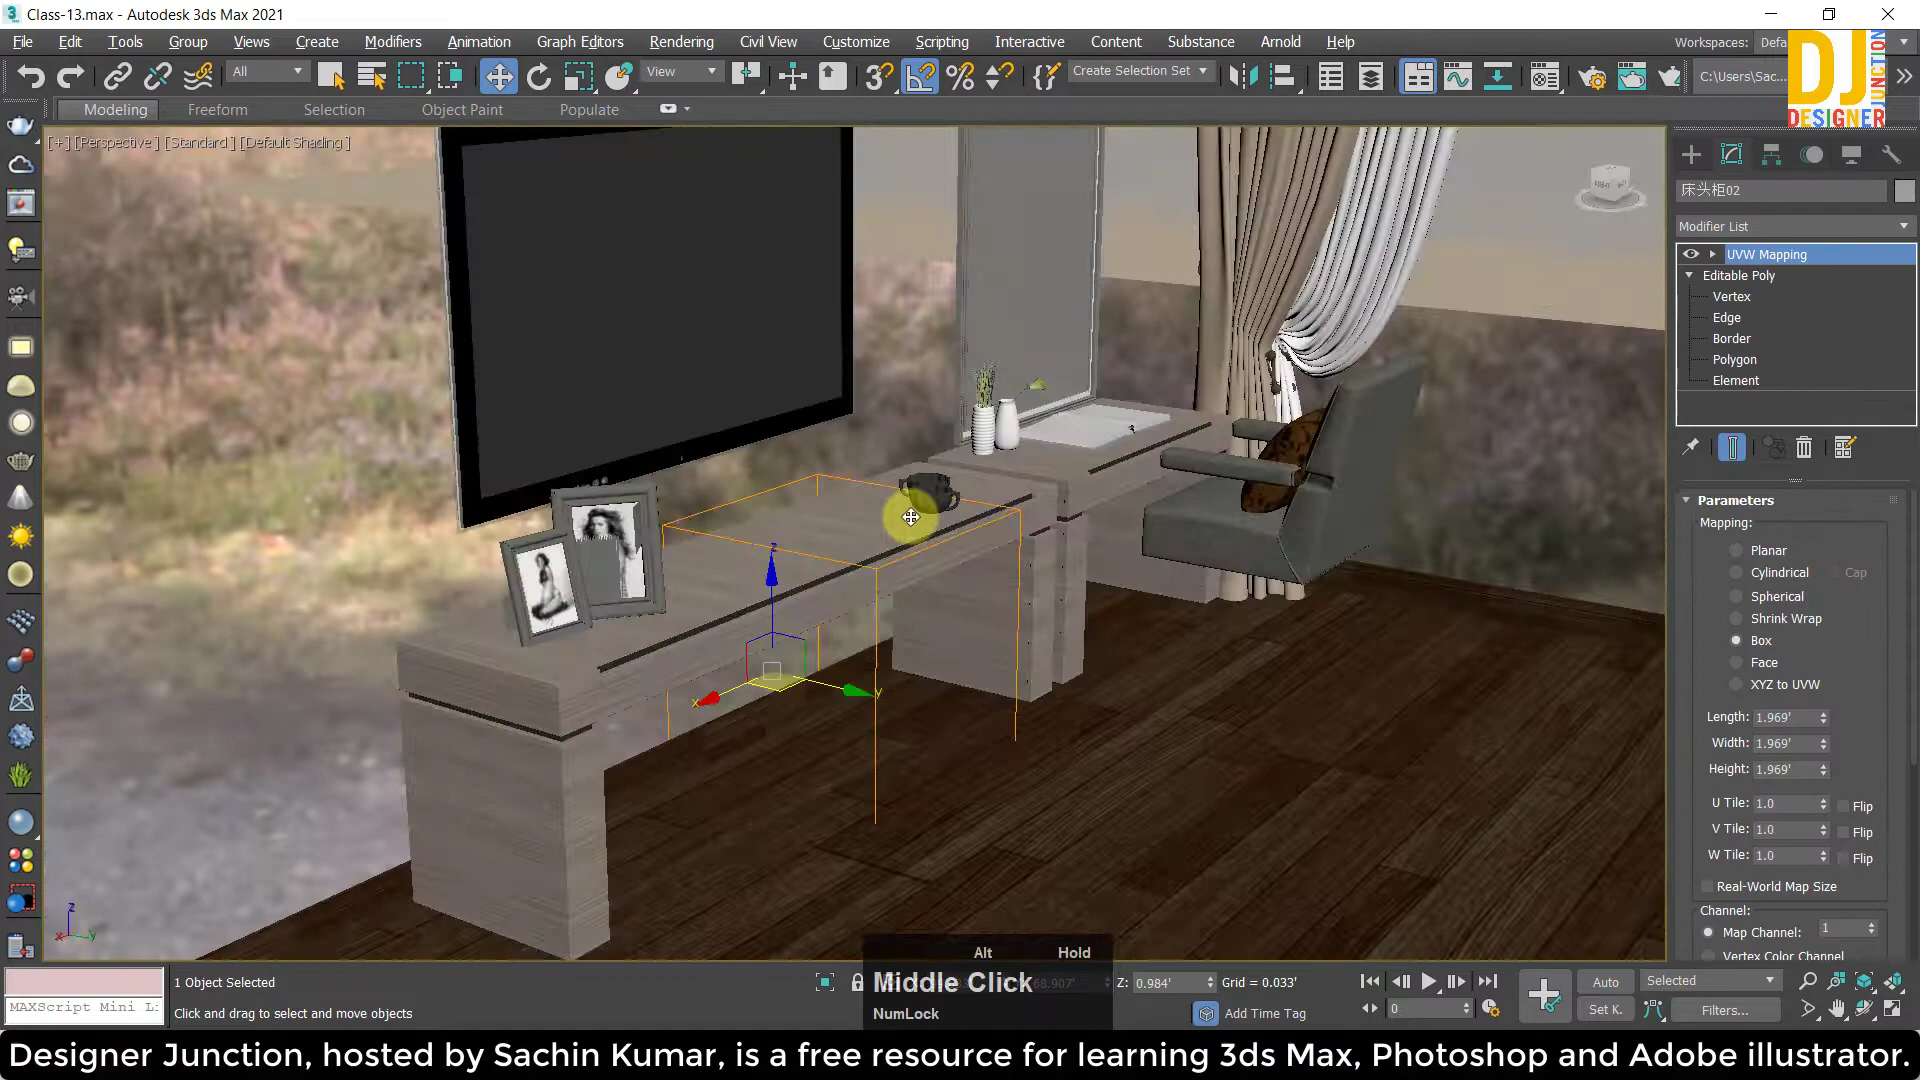 Class-13.max - Autodesk 3ds Max 2021
File Edit Tools Group Views Create Modifiers Animation Graph Editors Rendering Civil View Customize Scripting Interactive Content Substance Arnold Help
Workspaces: Defa
All
View
Create Selection Set
C:\Users\Sac...
Modeling Freeform Selection Object Paint Populate
DJ
JUNCTION
DESIGNER
[+] [Perspective] [Standard] [Default Shading]
床头柜02
Modifier List
UVW Mapping
Editable Poly
Vertex
Edge
Border
Polygon
Element
Parameters
Mapping:
Planar
Cylindrical Cap
Spherical
Shrink Wrap
Box
Face
XYZ to UVW
Length: 1.969'
Width: 1.969'
Height: 1.969'
U Tile: 1.0 Flip
V Tile: 1.0 Flip
W Tile: 1.0 Flip
Real-World Map Size
Channel:
Map Channel: 1
Vertex Color Channel
z
x
y
z
x y
Alt Hold
Middle Click
NumLock
1 Object Selected
MAXScript Mini Li
Click and drag to select and move objects
Z: 0.984' Grid = 0.033'
Add Time Tag
0
Auto Selected
Set K. Filters...
Designer Junction, hosted by Sachin Kumar, is a free resource for learning 3ds Max, Photoshop and Adobe illustrator.